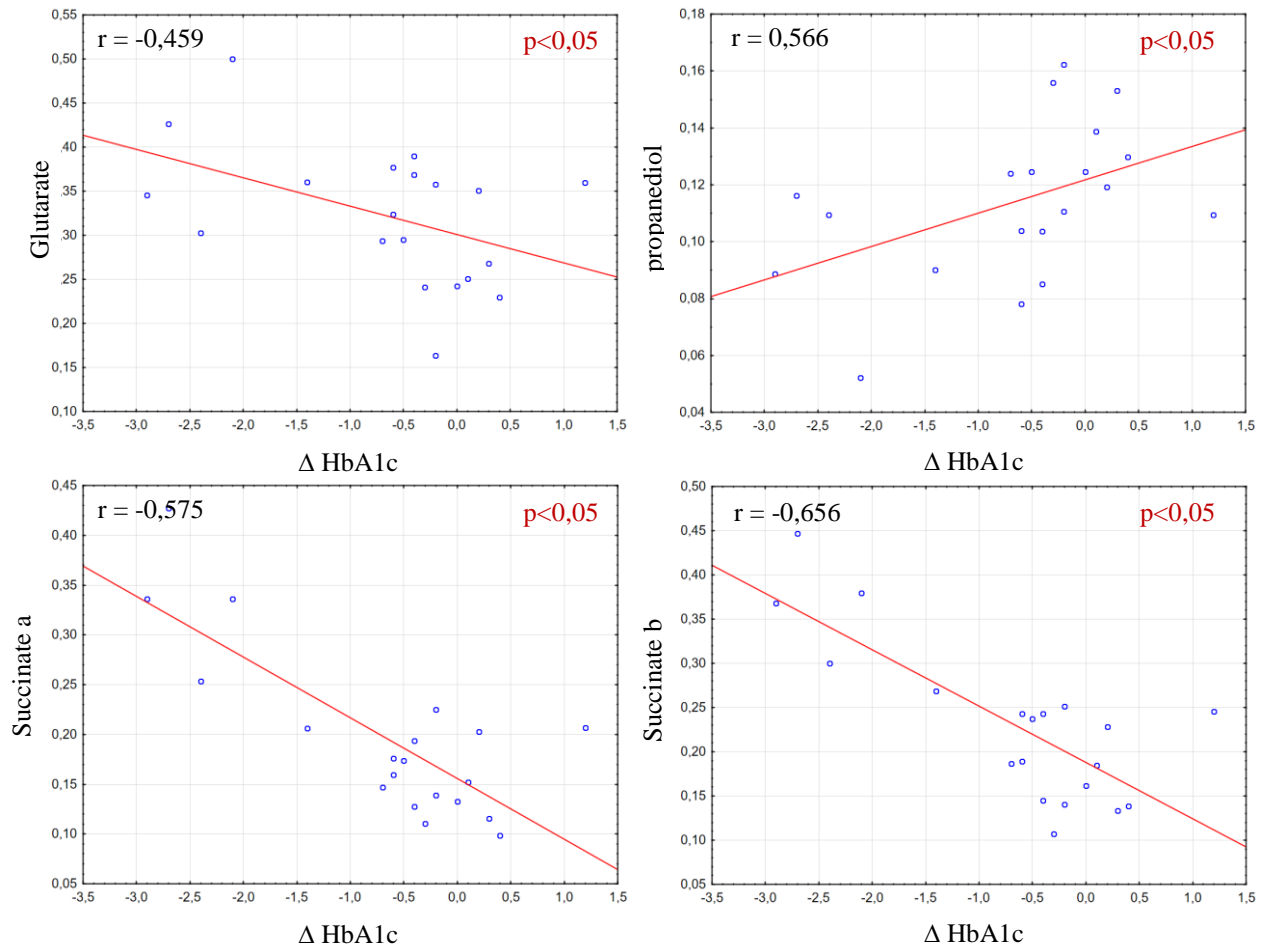 r = -0,459
p<0,05
0,55
0,50
0,45
0,40
0,35
0,30
0,25
0,20
0,15
0,10
Glutarate
-3,5 -3,0 -2,5 -2,0 -1,5 -1,0 -0,5 0,0 0,5 1,0 1,5
Δ HbA1c
r = 0,566
p<0,05
0,18
0,16
0,14
0,12
0,10
0,08
0,06
0,04
propanediol
-3,5 -3,0 -2,5 -2,0 -1,5 -1,0 -0,5 0,0 0,5 1,0 1,5
Δ HbA1c
r = -0,575
p<0,05
0,45
0,40
0,35
0,30
0,25
0,20
0,15
0,10
0,05
Succinate a
-3,5 -3,0 -2,5 -2,0 -1,5 -1,0 -0,5 0,0 0,5 1,0 1,5
Δ HbA1c
r = -0,656
p<0,05
0,50
0,45
0,40
0,35
0,30
0,25
0,20
0,15
0,10
0,05
Succinate b
-3,5 -3,0 -2,5 -2,0 -1,5 -1,0 -0,5 0,0 0,5 1,0 1,5
Δ HbA1c